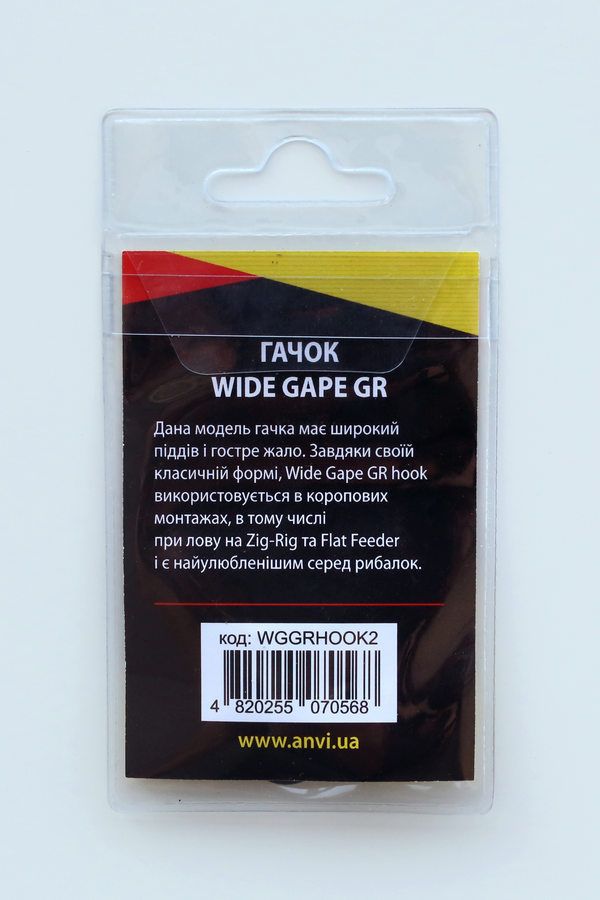 ГАЧОК
WIDE GAPE GR
Дана модель гачка має широкий
піддів і гостре жало. Завдяки своїй
класичній формі, Wide Gape GR hook
використовується в коропових
монтажах, в тому числі
при лову на Zig-Rig та Flat Feeder
і є найулюбленішим серед рибалок.
код: WGGRHOOK2
4 820255 070568
www.anvi.ua